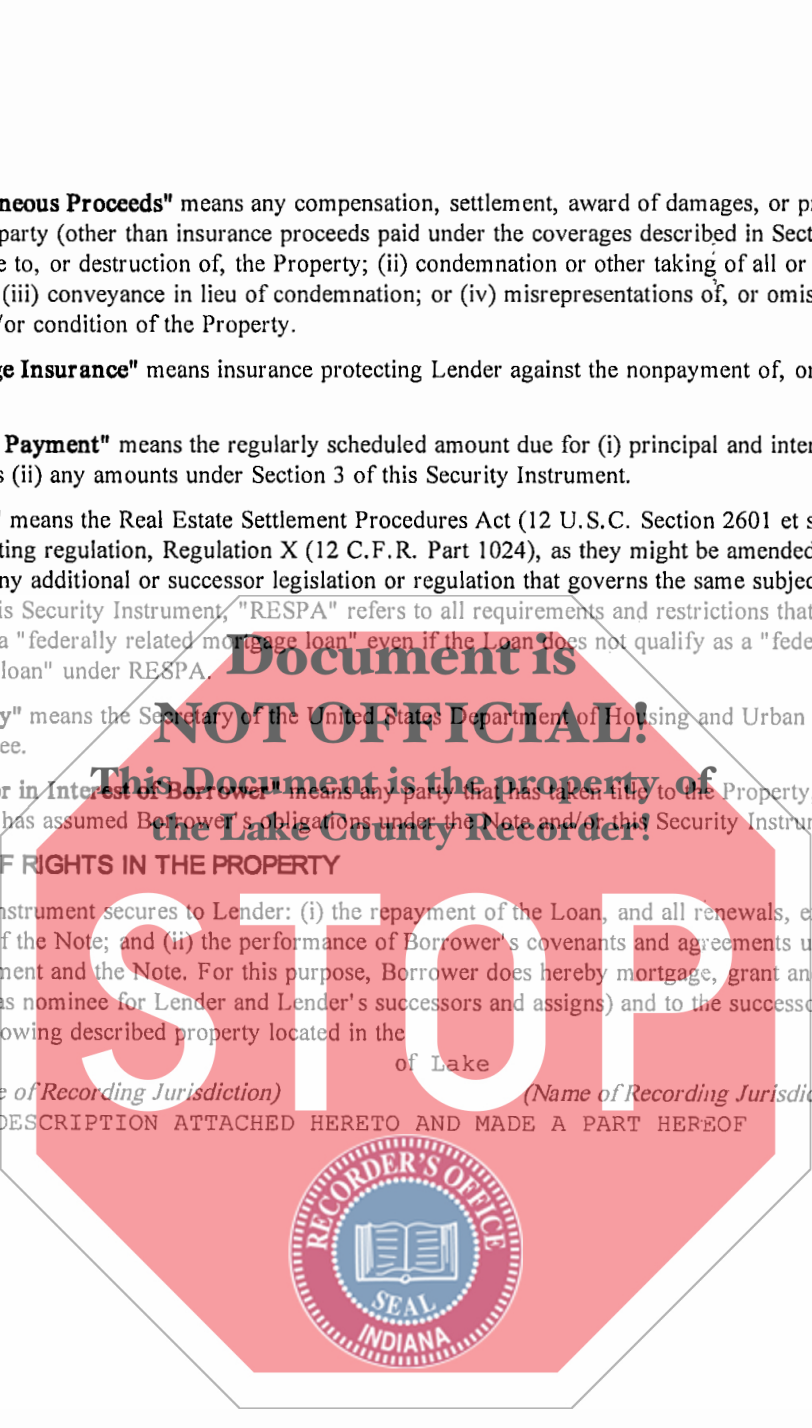 neous Proceeds" means any compensation, settlement, award of damages, or p
party (other than insurance proceeds paid under the coverages described in Sect
e to, or destruction of, the Property; (ii) condemnation or other taking of all or
(iii) conveyance in lieu of condemnation; or (iv) misrepresentations of, or omis
/or condition of the Property.
ge Insurance" means insurance protecting Lender against the nonpayment of, or
Payment" means the regularly scheduled amount due for (i) principal and inter
s (ii) any amounts under Section 3 of this Security Instrument.
" means the Real Estate Settlement Procedures Act (12 U.S.C. Section 2601 et s
ting regulation, Regulation X (12 C.F.R. Part 1024), as they might be amended
ny additional or successor legislation or regulation that governs the same subjec
is Security Instrument, "RESPA" refers to all requirements and restrictions that
a "federally related mortgage loan" even if the Loan does not qualify as a "fede
loan" under RESPA.
Document is
y" means the Secretary of the United States Department of Housing and Urban
NOT OFFICIAL!
ee.
This Document is the property of
r in Interest of Borrower" means any party that has taken title to the Property
the Lake County Recorder!
has assumed Borrower's obligations under the Note and/or this Security Instrum
F RIGHTS IN THE PROPERTY
nstrument secures to Lender: (i) the repayment of the Loan, and all renewals, e
f the Note; and (ii) the performance of Borrower's covenants and agreements u
ment and the Note. For this purpose, Borrower does hereby mortgage, grant an
as nominee for Lender and Lender's successors and assigns) and to the successo
owing described property located in the
of Lake
e of Recording Jurisdiction) (Name of Recording Jurisdic
DESCRIPTION ATTACHED HERETO AND MADE A PART HEREOF
STOP
RECORDER'S OFFICE
SEAL
INDIANA